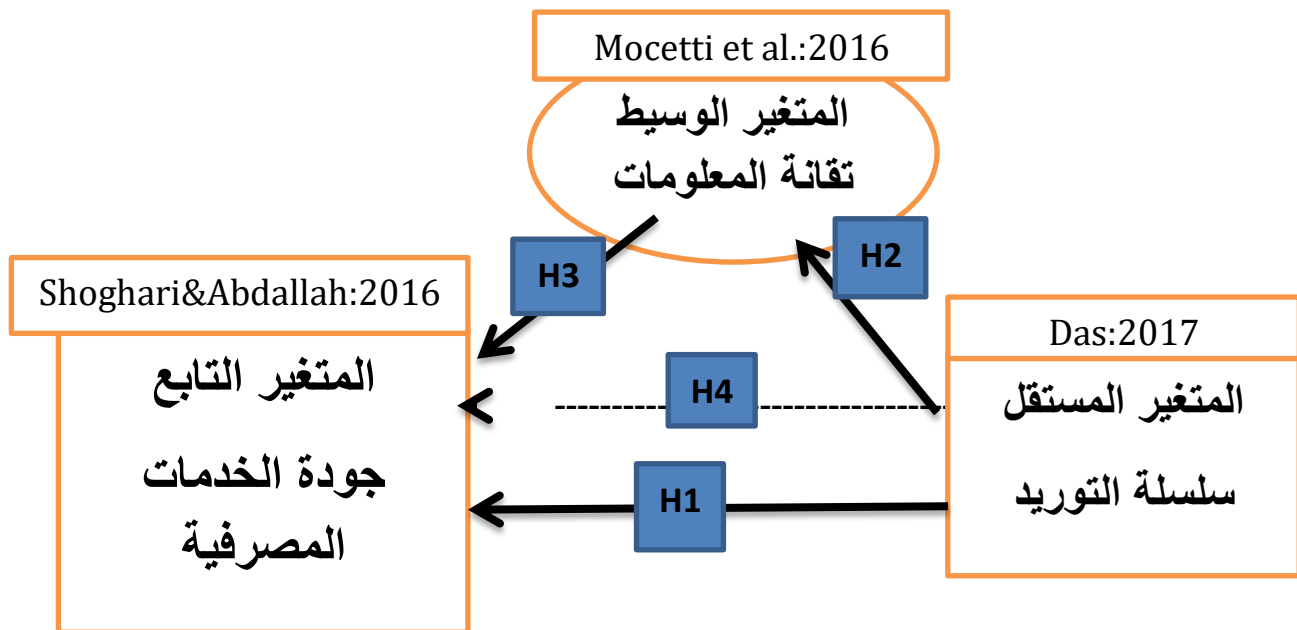 Mocetti et al.:2016
المتغير الوسيط
تقانة المعلومات
H3
H2
Shoghari&Abdallah:2016
المتغير التابع
جودة الخدمات
المصرفية
Das:2017
المتغير المستقل
سلسلة التوريد
H4
H1